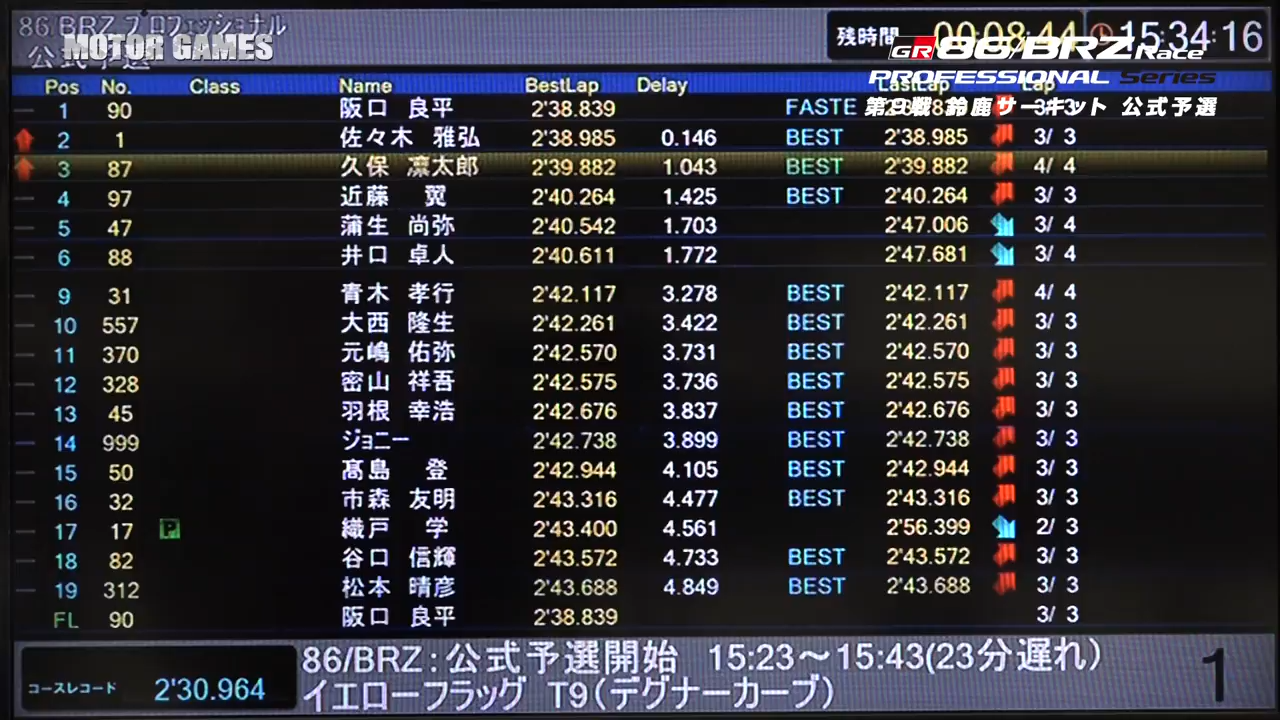 86/BRZ プロフェッショナル
公式予選
MOTOR GAMES
残時間 00:08:44 15:34:16
GR 86/BRZ Race
PROFESSIONAL Series
第9戦 鈴鹿サーキット 公式予選
Pos No. Class Name BestLap Delay LastLap Lap
1 90 阪口 良平 2'38.839 FASTE 3/3
2 1 佐々木 雅弘 2'38.985 0.146 BEST 2'38.985 3/ 3
3 87 久保 凛太郎 2'39.882 1.043 BEST 2'39.882 4/ 4
4 97 近藤 翼 2'40.264 1.425 BEST 2'40.264 3/ 3
5 47 蒲生 尚弥 2'40.542 1.703 2'47.006 3/ 4
6 88 井口 卓人 2'40.611 1.772 2'47.681 3/ 4
9 31 青木 孝行 2'42.117 3.278 BEST 2'42.117 4/ 4
10 557 大西 隆生 2'42.261 3.422 BEST 2'42.261 3/ 3
11 370 元嶋 佑弥 2'42.570 3.731 BEST 2'42.570 3/ 3
12 328 密山 祥吾 2'42.575 3.736 BEST 2'42.575 3/ 3
13 45 羽根 幸浩 2'42.676 3.837 BEST 2'42.676 3/ 3
14 999 ジョニー 2'42.738 3.899 BEST 2'42.738 3/ 3
15 50 髙島 登 2'42.944 4.105 BEST 2'42.944 3/ 3
16 32 市森 友明 2'43.316 4.477 BEST 2'43.316 3/ 3
17 17 P 織戸 学 2'43.400 4.561 2'56.399 2/ 3
18 82 谷口 信輝 2'43.572 4.733 BEST 2'43.572 3/ 3
19 312 松本 晴彦 2'43.688 4.849 BEST 2'43.688 3/ 3
FL 90 阪口 良平 2'38.839 3/ 3
コースレコード 2'30.964
86/BRZ:公式予選開始 15:23～15:43(23分遅れ)
イエローフラッグ T9(デグナーカーブ)
1